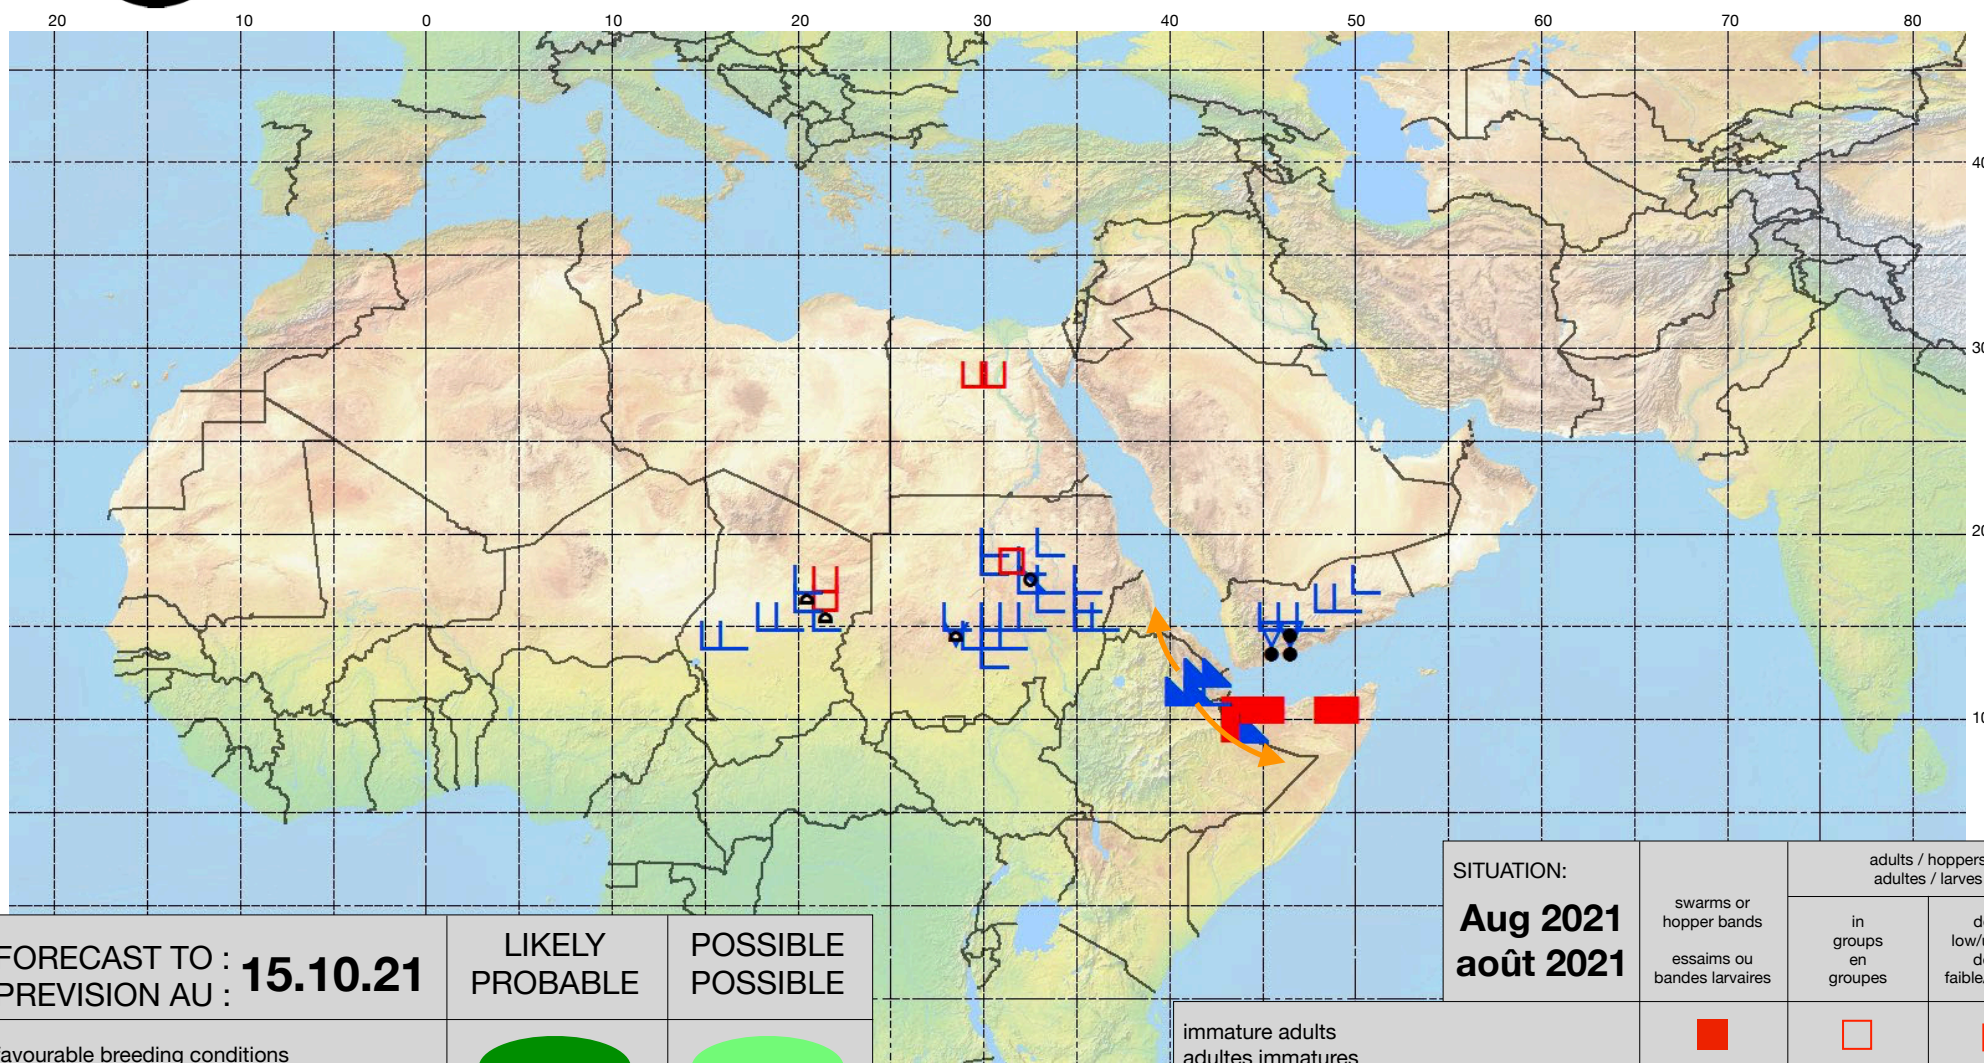 20 10 0 10 20 30 40 50 60 70 80
30
20
10
SITUATION:
Aug 2021
août 2021
swarms or
hopper bands
essaims ou
bandes larvaires
adults / hoppers
adultes / larves
in
groups
en
groupes
immature adults
adultes immatures
FORECAST TO :
PREVISION AU :
15.10.21
LIKELY
PROBABLE
POSSIBLE
POSSIBLE
favourable breeding conditions